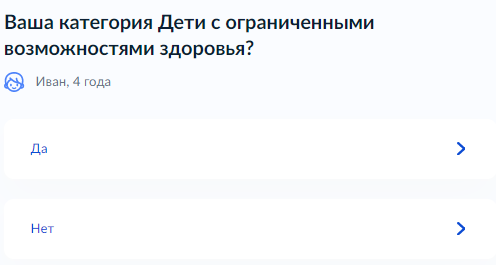 Ваша категория Дети с ограниченными
возможностями здоровья?
Иван, 4 года
Да
Нет